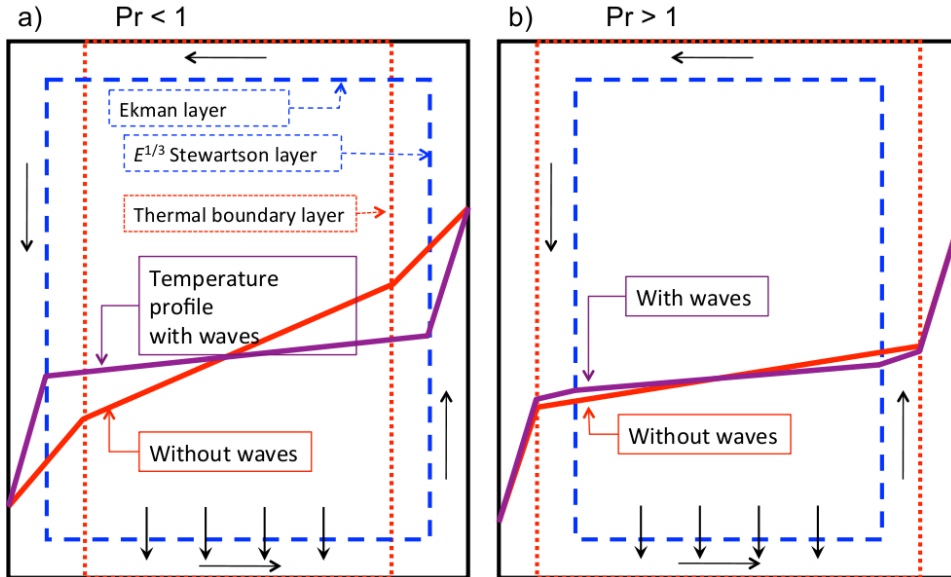 a) Pr < 1
b) Pr > 1
Ekman layer
E^{1/3} Stewartson layer
Thermal boundary layer
Temperature
profile
with waves
Without waves
With waves
Without waves